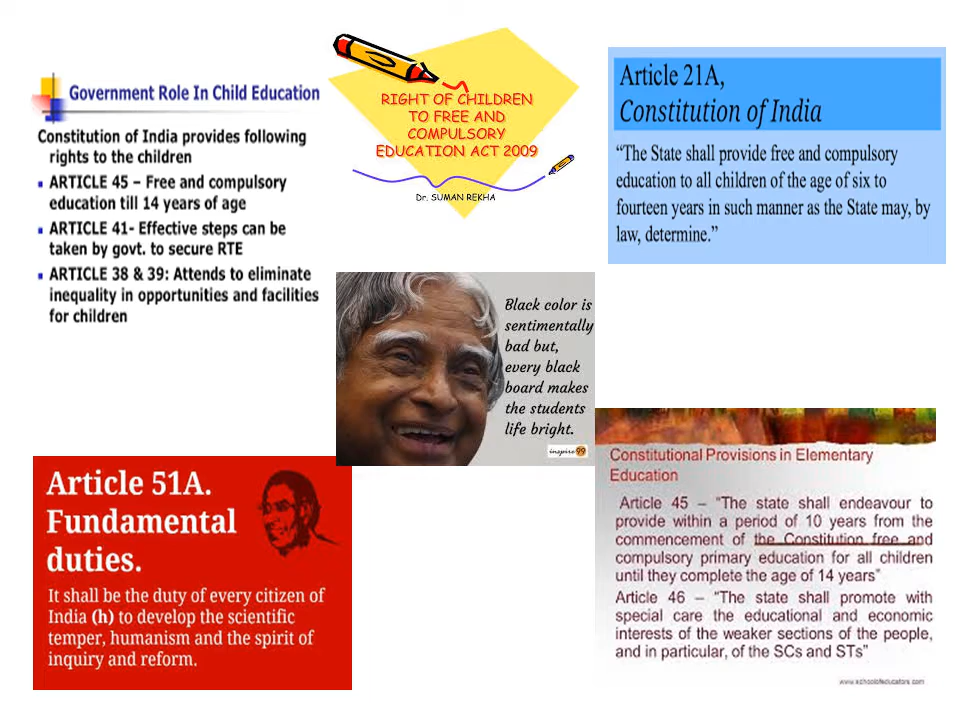 Government Role In Child Education
Constitution of India provides following
rights to the children
ARTICLE 45 – Free and compulsory
education till 14 years of age
ARTICLE 41- Effective steps can be
taken by govt. to secure RTE
ARTICLE 38 & 39: Attends to eliminate
inequality in opportunities and facilities
for children
RIGHT OF CHILDREN
TO FREE AND
COMPULSORY
EDUCATION ACT 2009
Dr. SUMAN REKHA
Article 21A,
Constitution of India
“The State shall provide free and compulsory
education to all children of the age of six to
fourteen years in such manner as the State may, by
law, determine.”
Black color is
sentimentally
bad but,
every black
board makes
the students
life bright.
inspire99
Article 51A.
Fundamental
duties.
It shall be the duty of every citizen of
India (h) to develop the scientific
temper, humanism and the spirit of
inquiry and reform.
Constitutional Provisions in Elementary
Education
Article 45 – “The state shall endeavour to
provide within a period of 10 years from the
commencement of the Constitution free and
compulsory primary education for all children
until they complete the age of 14 years”
Article 46 – “The state shall promote with
special care the educational and economic
interests of the weaker sections of the people,
and in particular, of the SCs and STs”
www.schoolofeducators.com